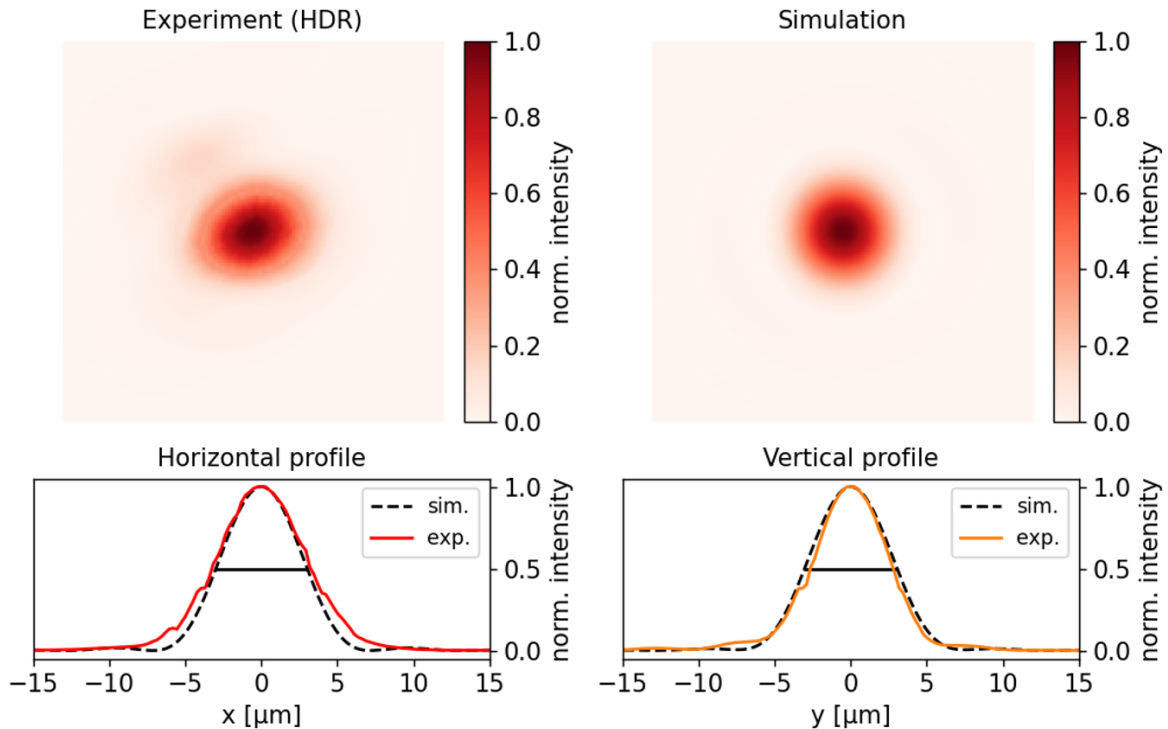 Experiment (HDR)
Simulation
1.0
0.8
0.6
0.4
0.2
0.0
norm. intensity
1.0
0.8
0.6
0.4
0.2
0.0
norm. intensity
Horizontal profile
sim.
exp.
1.0
0.5
0.0
norm. intensity
−15 −10 −5 0 5 10 15
x [µm]
Vertical profile
sim.
exp.
1.0
0.5
0.0
norm. intensity
−15 −10 −5 0 5 10 15
y [µm]